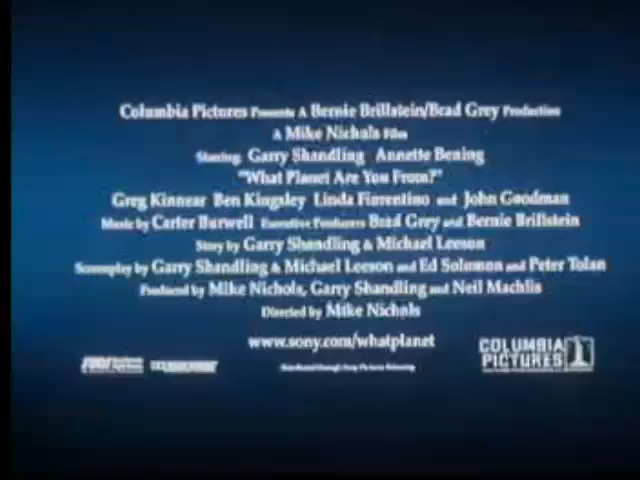 Columbia Pictures Presents A Bernie Brillstein/Brad Grey Production
A Mike Nichols Film
Starring Garry Shandling Annette Bening
"What Planet Are You From?"
Greg Kinnear Ben Kingsley Linda Fiorentino and John Goodman
Music by Carter Burwell Executive Producers Brad Grey and Bernie Brillstein
Story by Garry Shandling & Michael Leeson
Screenplay by Garry Shandling & Michael Leeson and Ed Solomon and Peter Tolan
Produced by Mike Nichols, Garry Shandling and Neil Machlis
Directed by Mike Nichols
www.sony.com/whatplanet
COLUMBIA
PICTURES